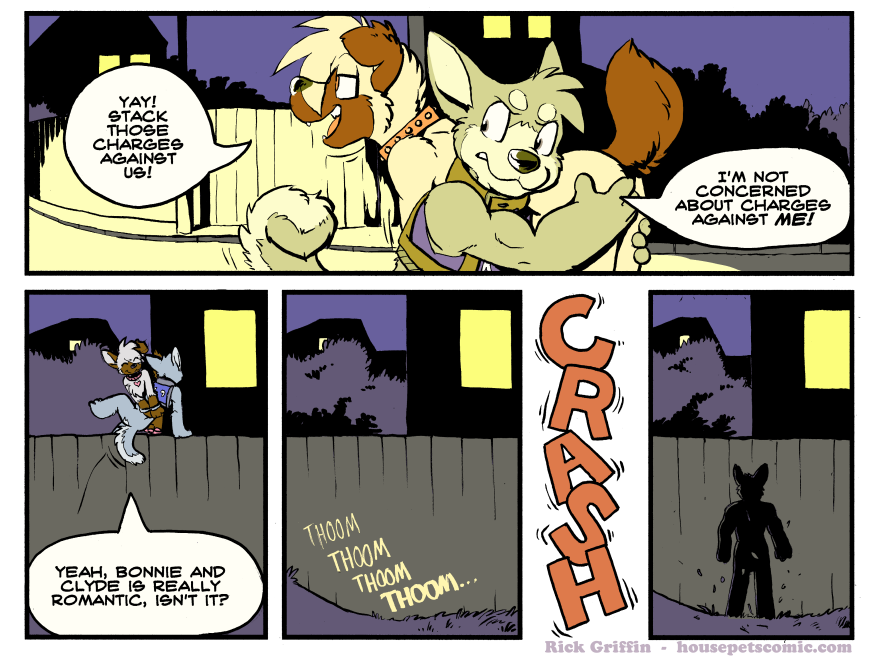 YAY!
STACK
THOSE
CHARGES
AGAINST
US!
I'M NOT
CONCERNED
ABOUT CHARGES
AGAINST ME!
YEAH, BONNIE AND
CLYDE IS REALLY
ROMANTIC, ISN'T IT?
THOOM
THOOM
THOOM
THOOM...
CRASH
Rick Griffin - housepetscomic.com